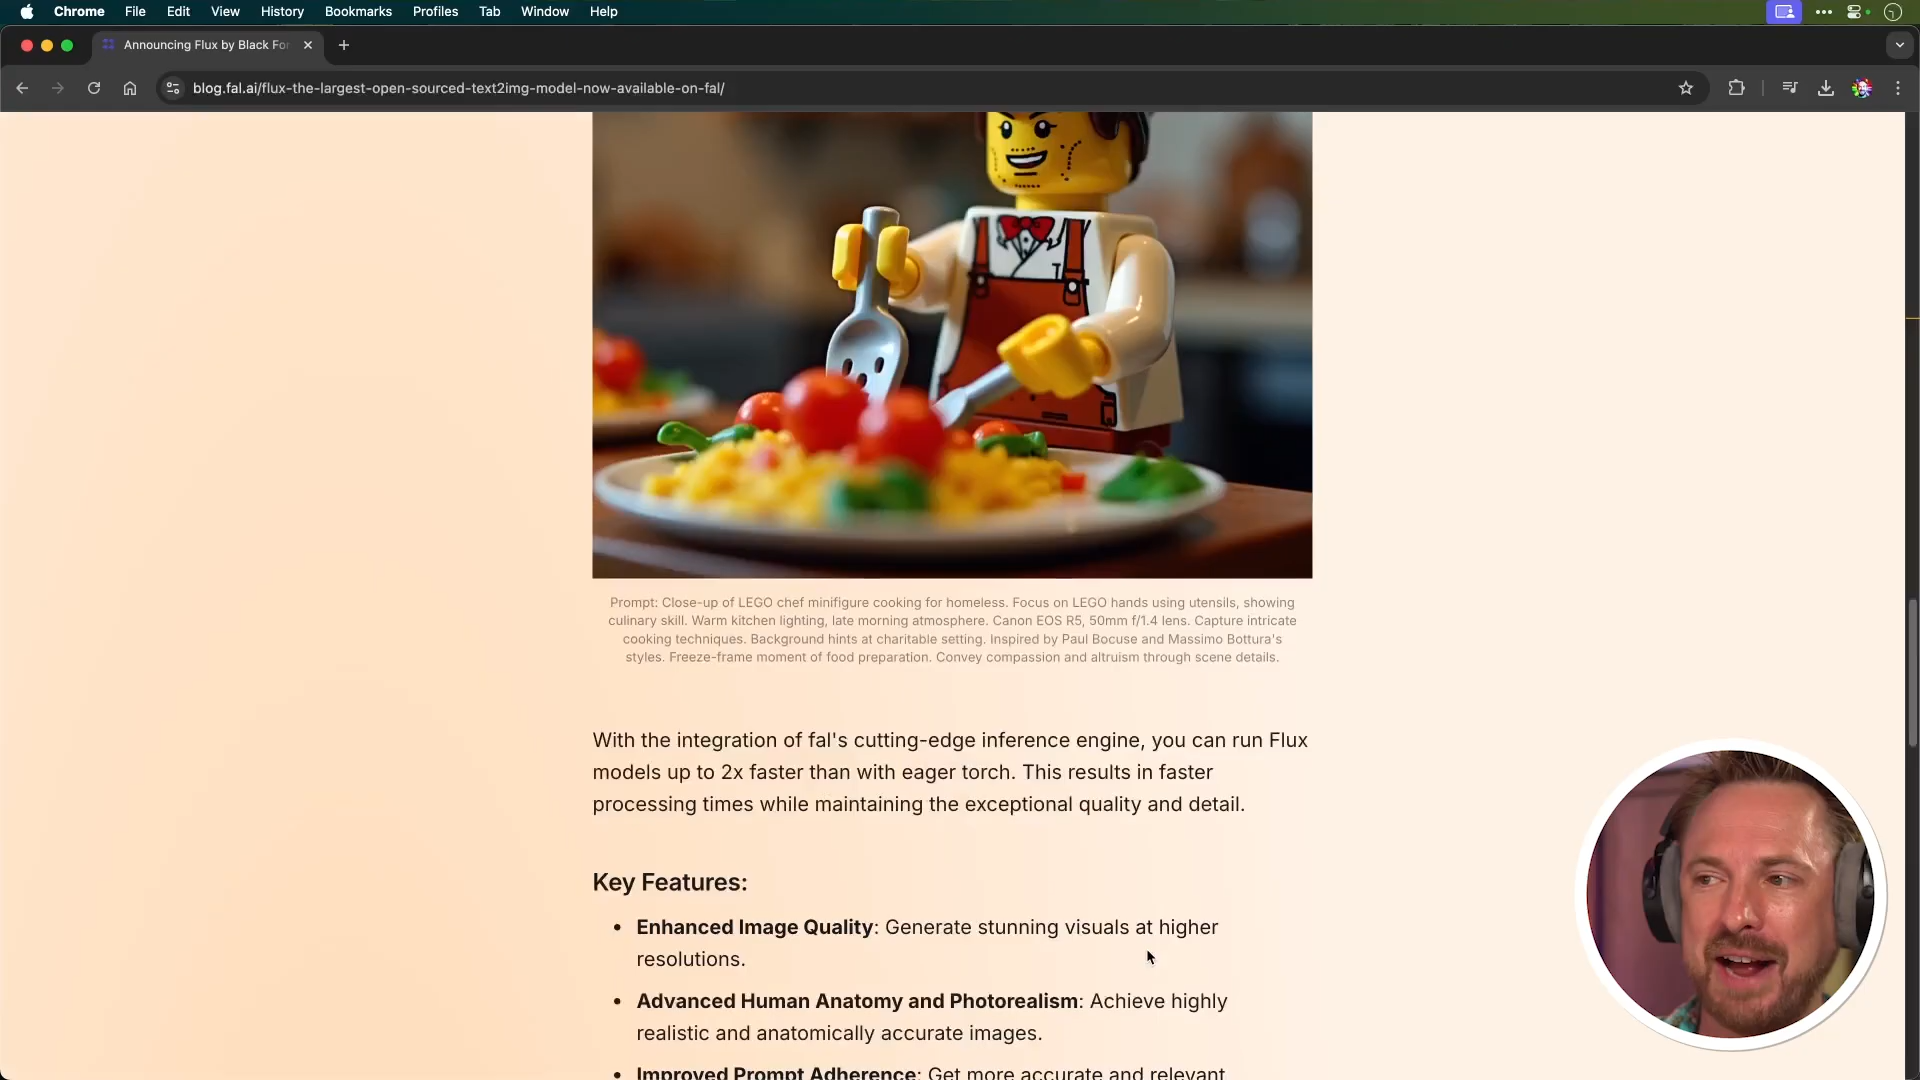 Chrome File Edit View History Bookmarks Profiles Tab Window Help
Announcing Flux by Black For
blog.fal.ai/flux-the-largest-open-sourced-text2img-model-now-available-on-fal/
Prompt: Close-up of LEGO chef minifigure cooking for homeless. Focus on LEGO hands using utensils, showing
culinary skill. Warm kitchen lighting, late morning atmosphere. Canon EOS R5, 50mm f/1.4 lens. Capture intricate
cooking techniques. Background hints at charitable setting. Inspired by Paul Bocuse and Massimo Bottura's
styles. Freeze-frame moment of food preparation. Convey compassion and altruism through scene details.
With the integration of fal's cutting-edge inference engine, you can run Flux
models up to 2x faster than with eager torch. This results in faster
processing times while maintaining the exceptional quality and detail.
Key Features:
• Enhanced Image Quality: Generate stunning visuals at higher
resolutions.
• Advanced Human Anatomy and Photorealism: Achieve highly
realistic and anatomically accurate images.
• Improved Prompt Adherence: Get more accurate and relevant